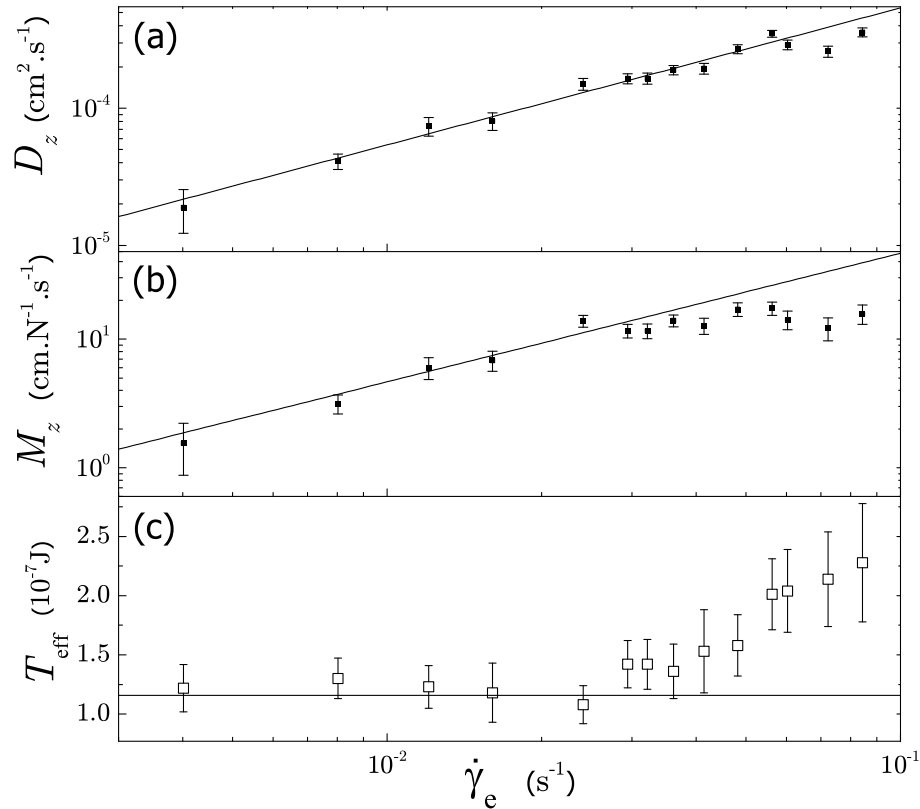 (a)
D_z (cm².s⁻¹)
10⁻⁴
10⁻⁵
(b)
M_z (cm.N⁻¹.s⁻¹)
10¹
10⁰
(c)
T_eff (10⁻⁷J)
2.5
2.0
1.5
1.0
10⁻² 10⁻¹
γ̇_e (s⁻¹)